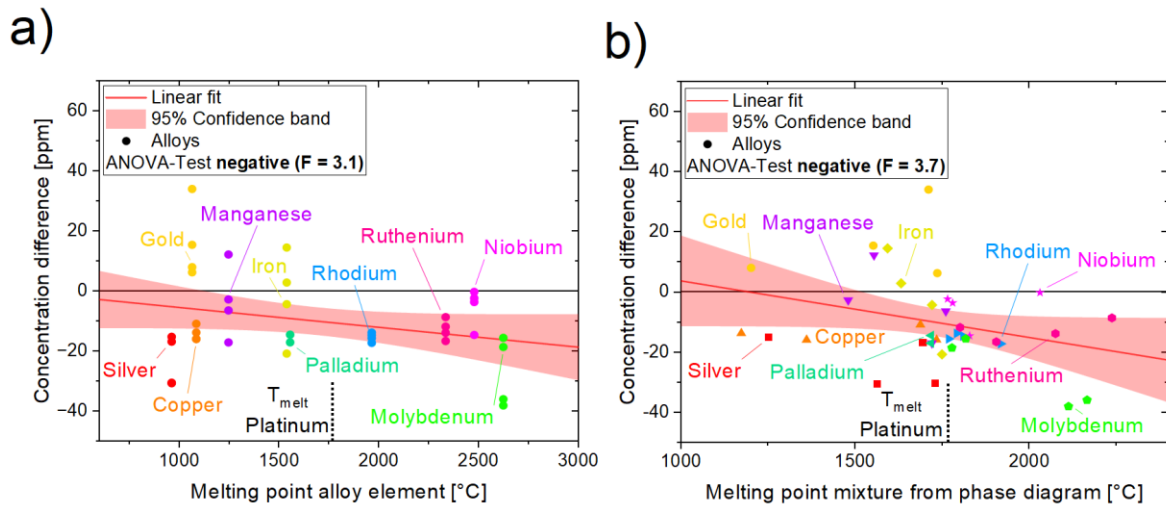 a)
Concentration difference [ppm]
60
40
20
0
−20
−40
Linear fit
95% Confidence band
Alloys
ANOVA-Test negative (F = 3.1)
Gold
Manganese
Iron
Ruthenium
Niobium
Rhodium
Silver
Copper
Palladium
Molybdenum
Tmelt
Platinum
1000 1500 2000 2500 3000
Melting point alloy element [°C]
b)
Concentration difference [ppm]
60
40
20
0
-20
-40
-60
Linear fit
95% Confidence band
Alloys
ANOVA-Test negative (F = 3.7)
Gold
Manganese
Iron
Rhodium
Niobium
Copper
Silver
Palladium
Ruthenium
Molybdenum
Tmelt
Platinum
1000 1500 2000
Melting point mixture from phase diagram [°C]